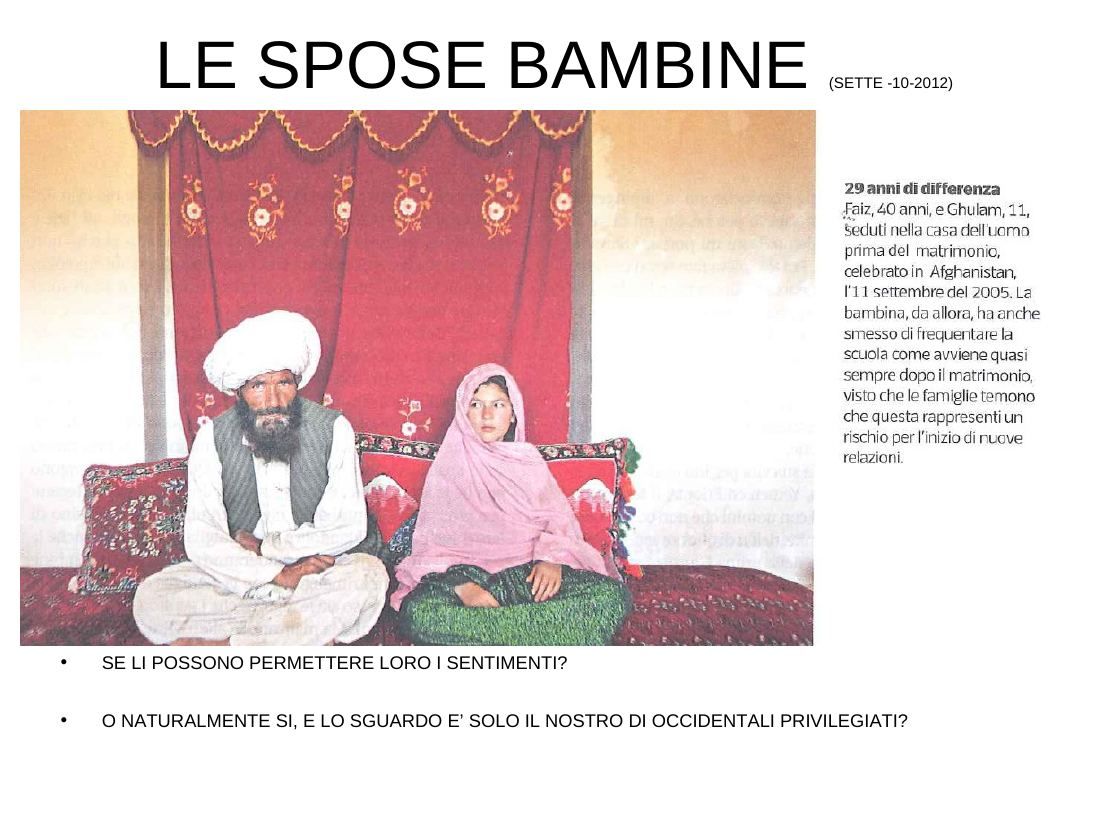 LE SPOSE BAMBINE (SETTE -10-2012)
29 anni di differenza
Faiz, 40 anni, e Ghulam, 11,
seduti nella casa dell'uomo
prima del matrimonio,
celebrato in Afghanistan,
l'11 settembre del 2005. La
bambina, da allora, ha anche
smesso di frequentare la
scuola come avviene quasi
sempre dopo il matrimonio,
visto che le famiglie temono
che questa rappresenti un
rischio per l'inizio di nuove
relazioni.
• SE LI POSSONO PERMETTERE LORO I SENTIMENTI?
• O NATURALMENTE SI, E LO SGUARDO E' SOLO IL NOSTRO DI OCCIDENTALI PRIVILEGIATI?